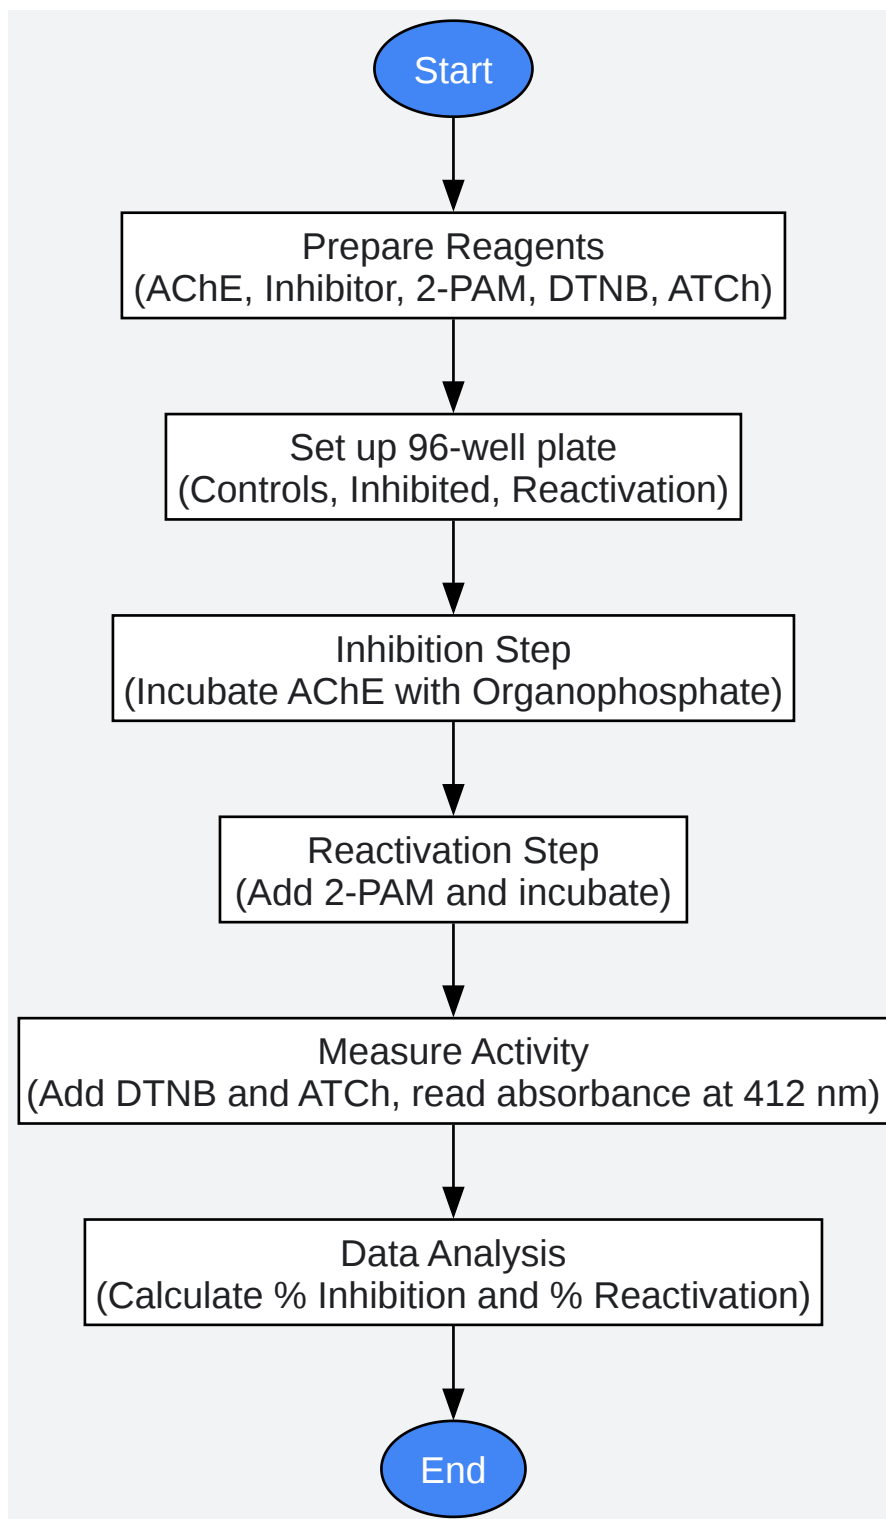 Start
Prepare Reagents
(AChE, Inhibitor, 2-PAM, DTNB, ATCh)
Set up 96-well plate
(Controls, Inhibited, Reactivation)
Inhibition Step
(Incubate AChE with Organophosphate)
Reactivation Step
(Add 2-PAM and incubate)
Measure Activity
(Add DTNB and ATCh, read absorbance at 412 nm)
Data Analysis
(Calculate % Inhibition and % Reactivation)
End